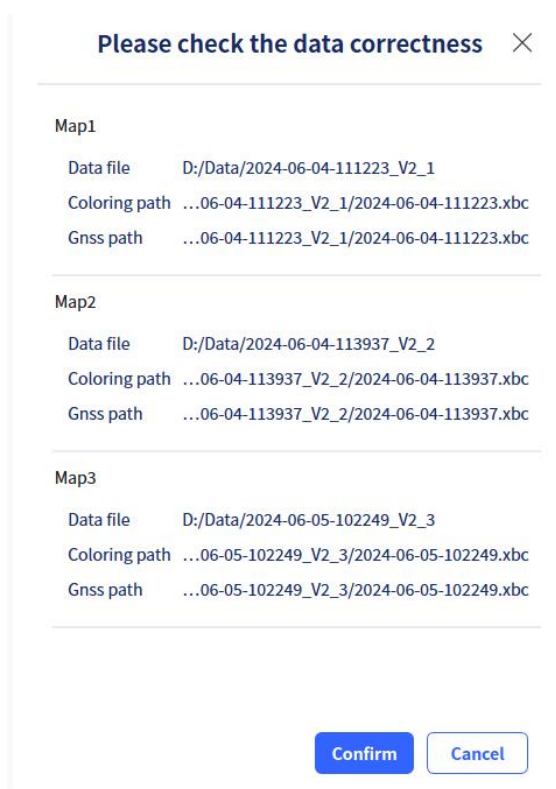 Please check the data correctness
Map1
Data file D:/Data/2024-06-04-111223_V2_1
Coloring path ...06-04-111223_V2_1/2024-06-04-111223.xbc
Gnss path ...06-04-111223_V2_1/2024-06-04-111223.xbc
Map2
Data file D:/Data/2024-06-04-113937_V2_2
Coloring path ...06-04-113937_V2_2/2024-06-04-113937.xbc
Gnss path ...06-04-113937_V2_2/2024-06-04-113937.xbc
Map3
Data file D:/Data/2024-06-05-102249_V2_3
Coloring path ...06-05-102249_V2_3/2024-06-05-102249.xbc
Gnss path ...06-05-102249_V2_3/2024-06-05-102249.xbc
Confirm Cancel